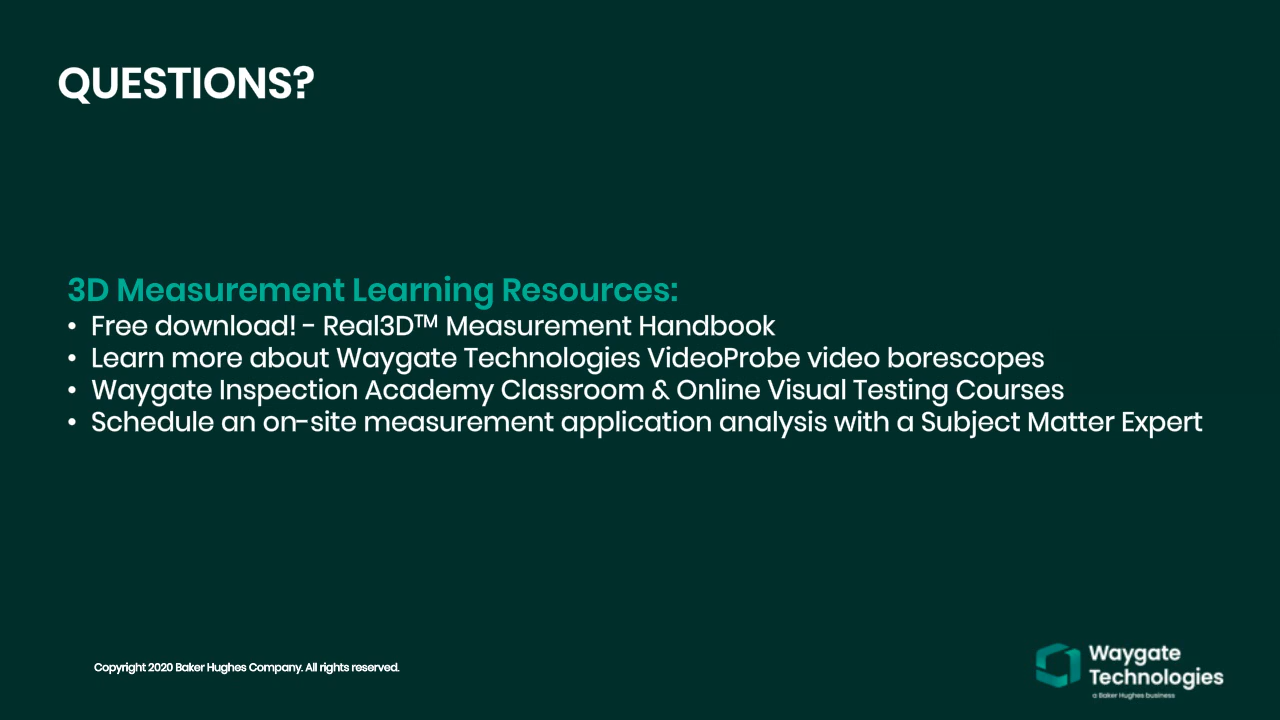 QUESTIONS?
3D Measurement Learning Resources:
• Free download! - Real3D™ Measurement Handbook
• Learn more about Waygate Technologies VideoProbe video borescopes
• Waygate Inspection Academy Classroom & Online Visual Testing Courses
• Schedule an on-site measurement application analysis with a Subject Matter Expert
Copyright 2020 Baker Hughes Company. All rights reserved.
Waygate
Technologies
a Baker Hughes business